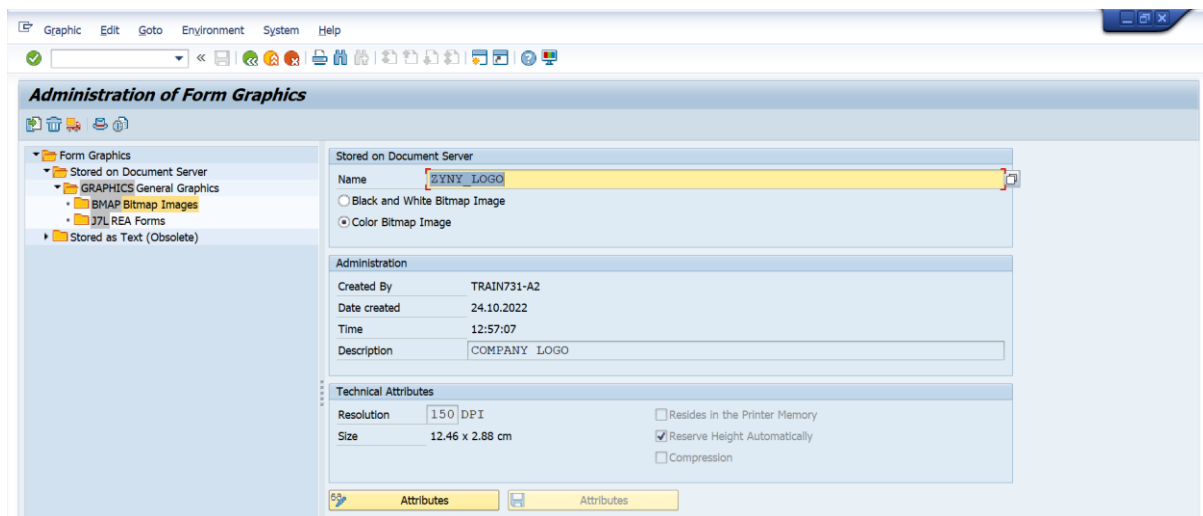 Graphic Edit Goto Environment System Help
Administration of Form Graphics
Form Graphics
Stored on Document Server
GRAPHICS General Graphics
BMAP Bitmap Images
J7L REA Forms
Stored as Text (Obsolete)
Stored on Document Server
Name ZYNY_LOGO
Black and White Bitmap Image
Color Bitmap Image
Administration
Created By TRAIN731-A2
Date created 24.10.2022
Time 12:57:07
Description COMPANY LOGO
Technical Attributes
Resolution 150 DPI Resides in the Printer Memory
Size 12.46 x 2.88 cm Reserve Height Automatically
Compression
Attributes Attributes